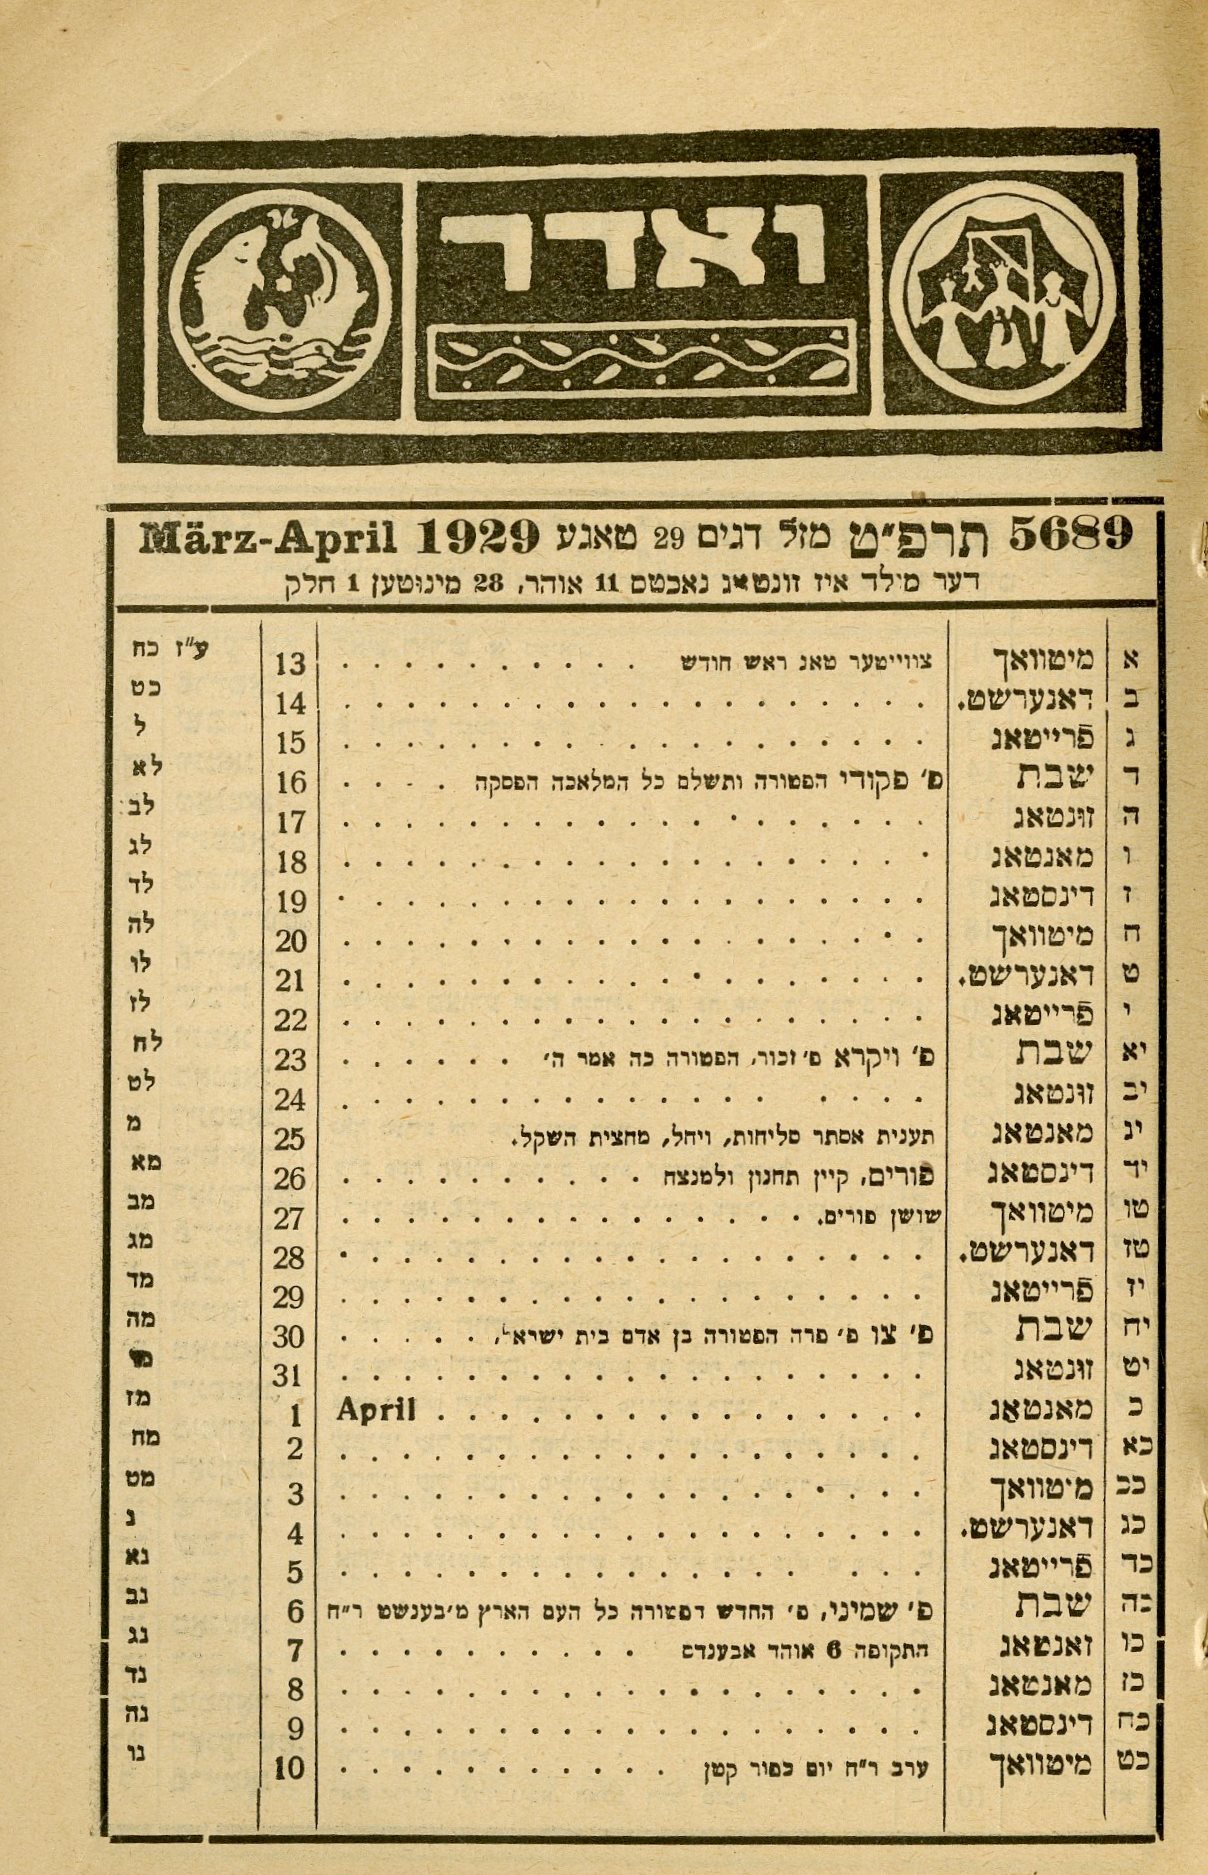 ואדר
5689 תרפ״ט מזל דגים 29 טאגע März-April 1929
דער מולד איז זונטאג נאכטס 11 אוהר, 28 מינוטען 1 חלק
א מיטוואך צווייטער טאג ראש חודש 13 ע״ז כח
ב דאנערשט. 14 כט
ג פרייטאג 15 ל
ד שבת פ׳ פקודי הפטורה ותשלם כל המלאכה הפסקה 16 לא
ה זונטאג 17 לב
ו מאנטאג 18 לג
ז דינסטאג 19 לד
ח מיטוואך 20 לה
ט דאנערשט. 21 לו
י פרייטאג 22 לז
יא שבת פ׳ ויקרא פ׳ זכור, הפטורה כה אמר ה׳ 23 לח
יב זונטאג 24 לט
יג מאנטאג תענית אסתר סליחות, ויחל, מחצית השקל. 25 מ
יד דינסטאג פורים, קיין תחנון ולמנצח 26 מא
טו מיטוואך שושן פורים. 27 מב
טז דאנערשט. 28 מג
יז פרייטאג 29 מד
יח שבת פ׳ צו פ׳ פרה הפטורה בן אדם בית ישראל, 30 מה
יט זונטאג 31 מו
כ מאנטאג April 1 מז
כא דינסטאג 2 מח
ככ מיטוואך 3 מט
כג דאנערשט. 4 נ
כד פרייטאג 5 נא
כה שבת פ׳ שמיני, פ׳ החדש הפטורה כל העם הארץ מ׳בענשט ר״ח 6 נב
כו זאנטאג התקופה 6 אוהר אבענדס 7 נג
כז מאנטאג 8 נד
כח דינסטאג 9 נה
כט מיטוואך ערב ר״ח יום כפור קטן 10 נו